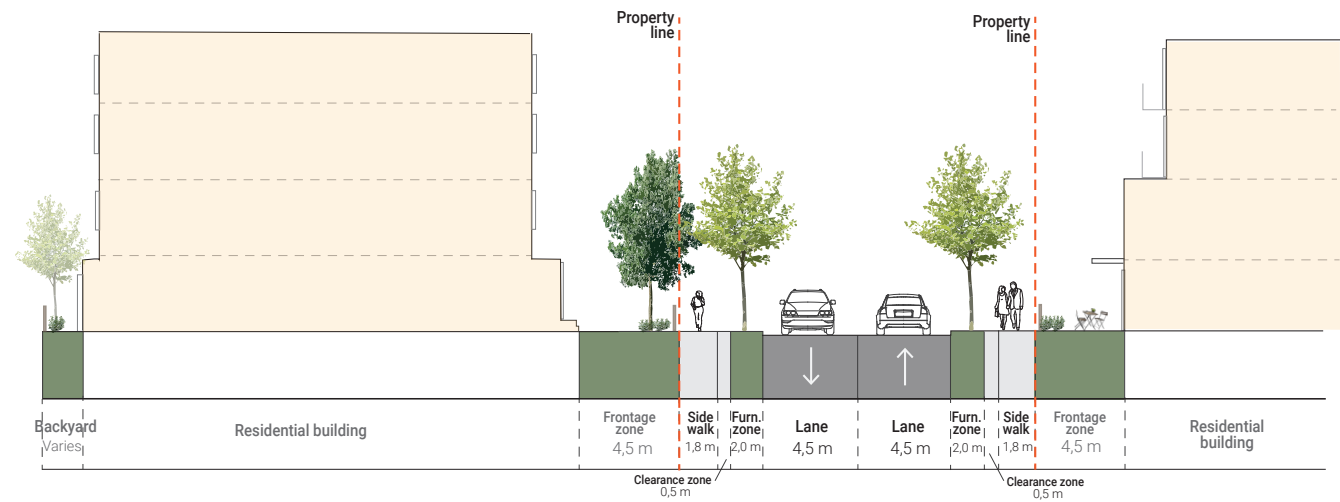 Property
line
Property
line
Backyard
Varies
Residential building
Frontage
zone
4,5 m
Side
walk
1,8 m
Furn.
zone
2,0 m
Lane
4,5 m
Lane
4,5 m
Furn.
zone
2,0 m
Side
walk
1,8 m
Frontage
zone
4,5 m
Residential
building
Clearance zone
0,5 m
Clearance zone
0,5 m